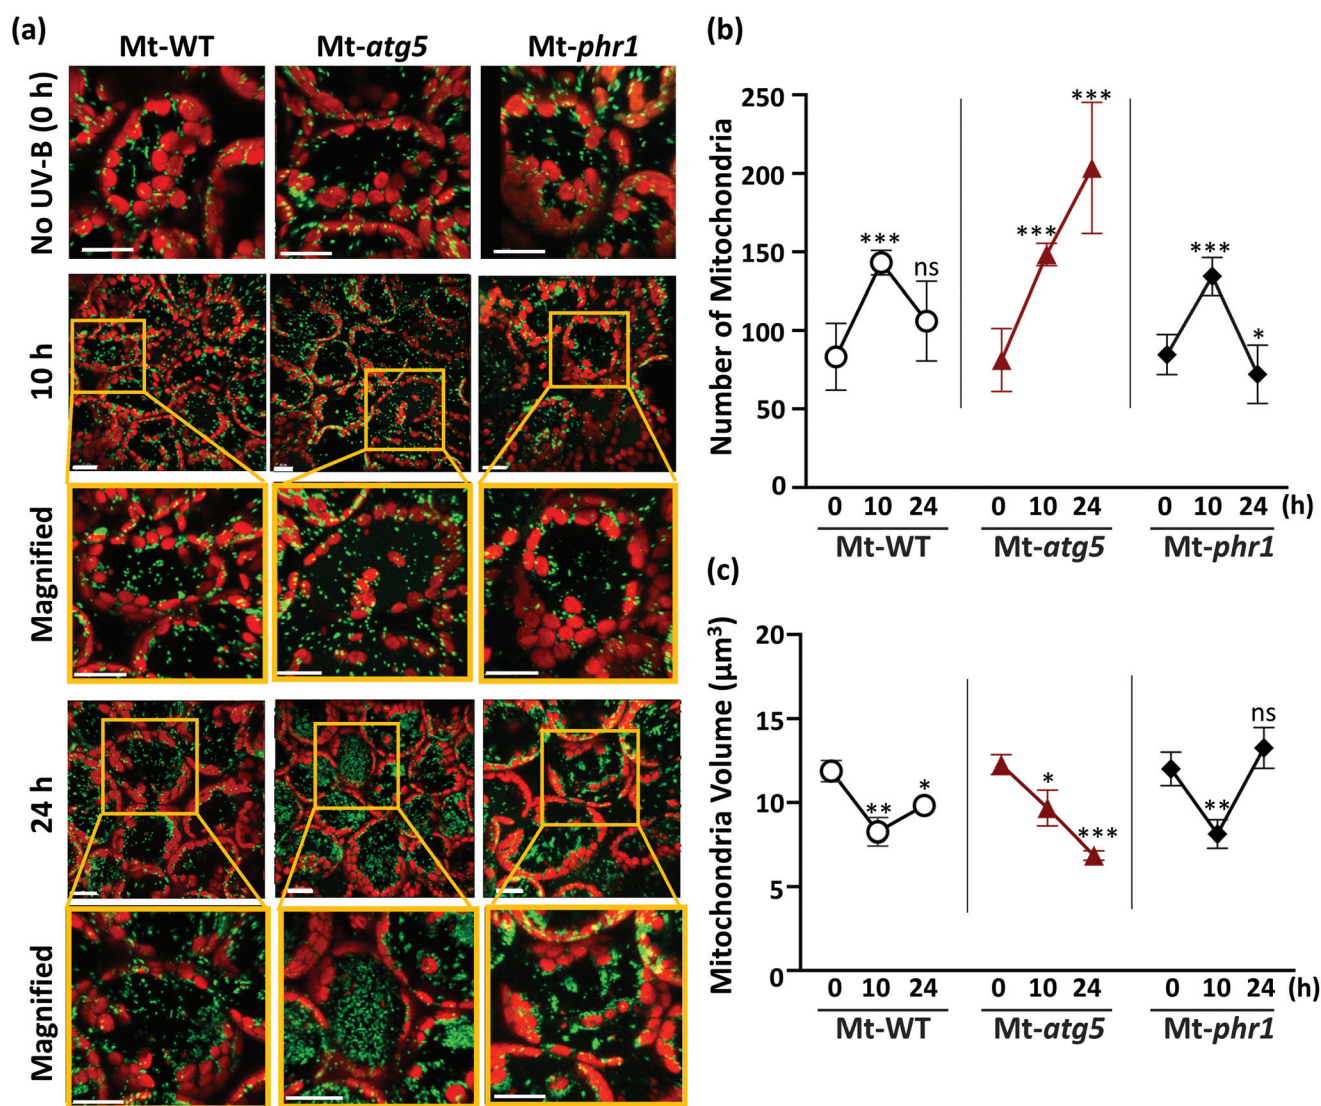 (a)
Mt-WT Mt-atg5 Mt-phr1
No UV-B (0 h)
10 h
Magnified
24 h
Magnified
(b)
Number of Mitochondria
250
200
150
100
50
0
***
ns
***
***
***
*
0 10 24 0 10 24 0 10 24 (h)
Mt-WT Mt-atg5 Mt-phr1
(c)
Mitochondria Volume (μm³)
20
15
10
5
0
**
*
*
***
**
ns
0 10 24 0 10 24 0 10 24 (h)
Mt-WT Mt-atg5 Mt-phr1